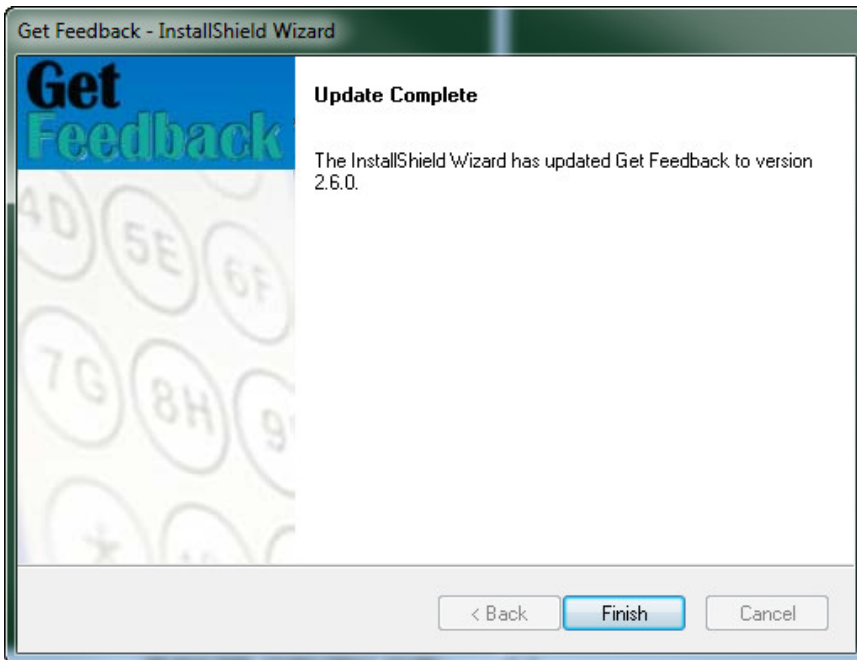 Get Feedback - InstallShield Wizard
Get
Feedback
Update Complete
The InstallShield Wizard has updated Get Feedback to version
2.6.0.
4D
5E
6F
7G
8H
9
*
< Back
Finish
Cancel